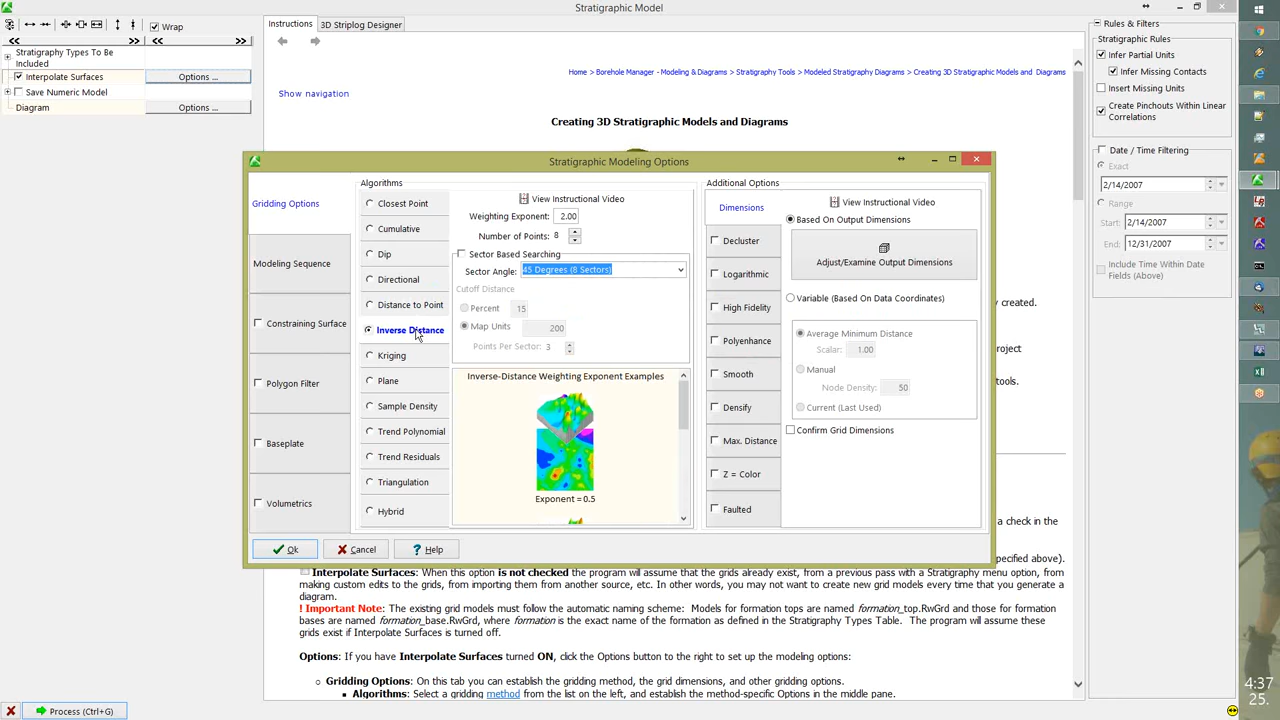 Stratigraphic Model
Wrap
<< >> << >>
Stratigraphy Types To Be
Included
Interpolate Surfaces Options ...
Save Numeric Model
Diagram Options ...
Process (Ctrl+G)
Instructions 3D Striplog Designer
Home > Borehole Manager - Modeling & Diagrams > Stratigraphy Tools > Modeled Stratigraphy Diagrams > Creating 3D Stratigraphic Models and Diagrams
Show navigation
Creating 3D Stratigraphic Models and Diagrams
Stratigraphic Modeling Options
Gridding Options
Modeling Sequence
Constraining Surface
Polygon Filter
Baseplate
Volumetrics
Algorithms
Closest Point
Cumulative
Dip
Directional
Distance to Point
Inverse Distance
Kriging
Plane
Sample Density
Trend Polynomial
Trend Residuals
Triangulation
Hybrid
View Instructional Video
Weighting Exponent: 2.00
Number of Points: 8
Sector Based Searching
Sector Angle: 45 Degrees (8 Sectors)
Cutoff Distance
Percent 15
Map Units 200
Points Per Sector: 3
Inverse-Distance Weighting Exponent Examples
Exponent = 0.5
Additional Options
Dimensions
Decluster
Logarithmic
High Fidelity
Polyenhance
Smooth
Densify
Max. Distance
Z = Color
Faulted
View Instructional Video
Based On Output Dimensions
Adjust/Examine Output Dimensions
Variable (Based On Data Coordinates)
Average Minimum Distance
Scalar: 1.00
Manual
Node Density: 50
Current (Last Used)
Confirm Grid Dimensions
Ok Cancel Help
y created.
roject
tools.
a check in the
pecified above).
Interpolate Surfaces: When this option is not checked the program will assume that the grids already exist, from a previous pass with a Stratigraphy menu option, from
making custom edits to the grids, from importing them from another source, etc. In other words, you may not want to create new grid models every time that you generate a
diagram.
! Important Note: The existing grid models must follow the automatic naming scheme: Models for formation tops are named formation_top.RwGrd and those for formation
bases are named formation_base.RwGrd, where formation is the exact name of the formation as defined in the Stratigraphy Types Table. The program will assume these
grids exist if Interpolate Surfaces is turned off.
Options: If you have Interpolate Surfaces turned ON, click the Options button to the right to set up the modeling options:
Gridding Options: On this tab you can establish the gridding method, the grid dimensions, and other gridding options.
Algorithms: Select a gridding method from the list on the left, and establish the method-specific Options in the middle pane.
Rules & Filters
Stratigraphic Rules
Infer Partial Units
Infer Missing Contacts
Insert Missing Units
Create Pinchouts Within Linear
Correlations
Date / Time Filtering
Exact
2/14/2007
Range
Start: 2/14/2007
End: 12/31/2007
Include Time Within Date
Fields (Above)
4:37
25.